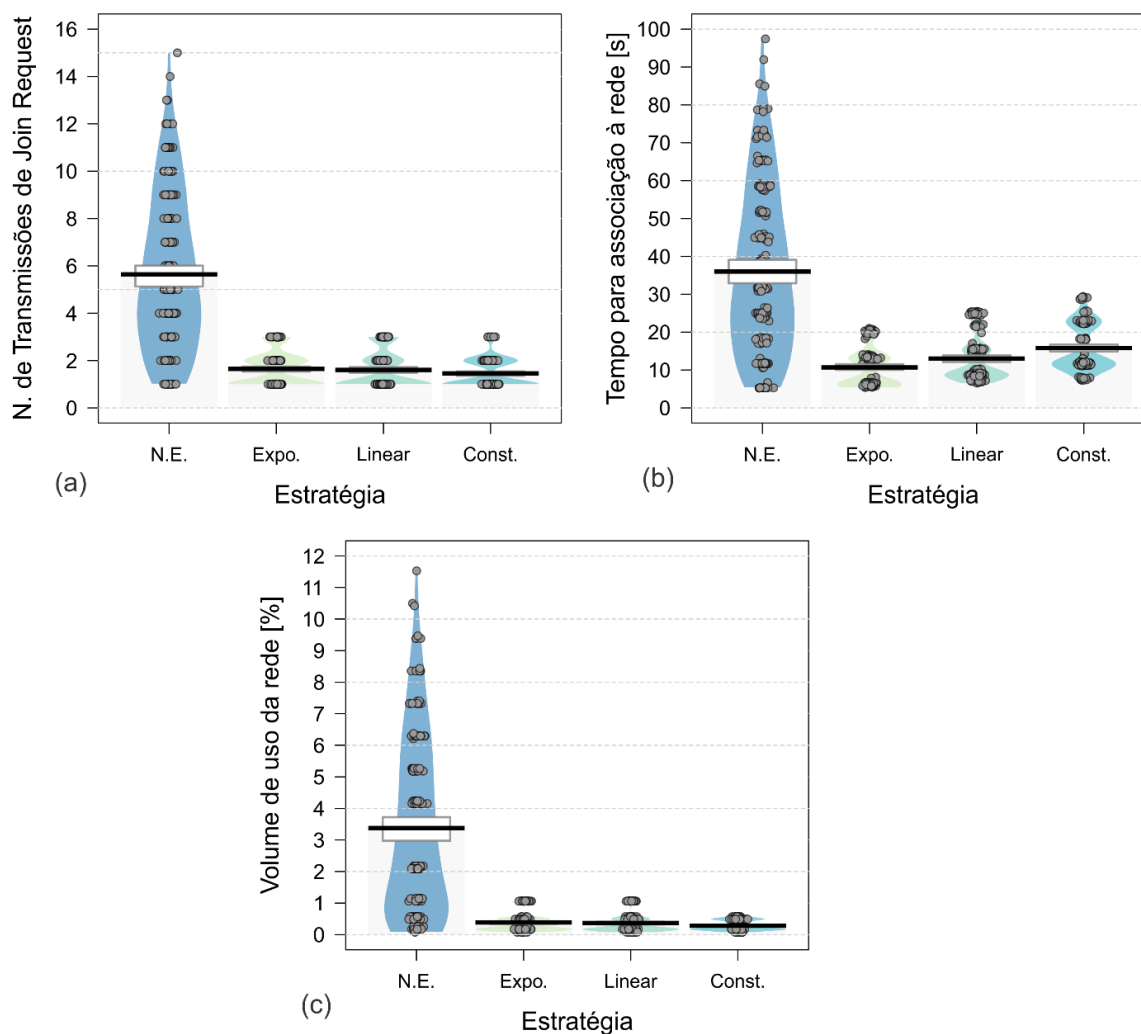 N. de Transmissões de Join Request
16
14
12
10
8
6
4
2
0
N.E. Expo. Linear Const.
(a)
Estratégia
Tempo para associação à rede [s]
100
90
80
70
60
50
40
30
20
10
0
N.E. Expo. Linear Const.
(b)
Estratégia
Volume de uso da rede [%]
12
11
10
9
8
7
6
5
4
3
2
1
0
N.E. Expo. Linear Const.
(c)
Estratégia